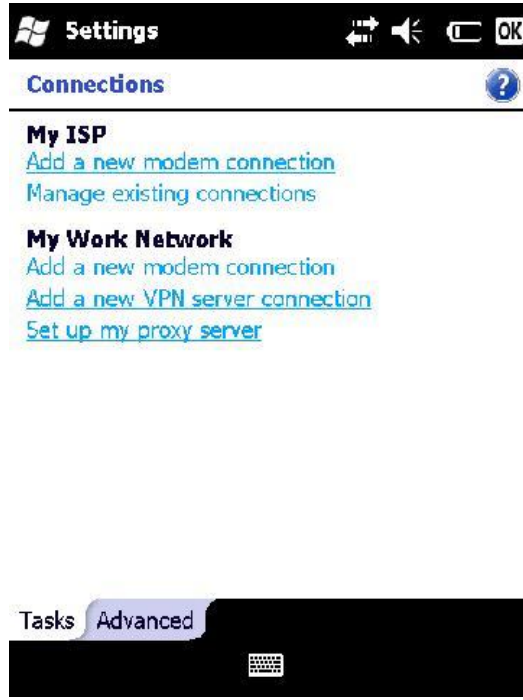 Settings
OK
Connections
?
My ISP
Add a new modem connection
Manage existing connections
My Work Network
Add a new modem connection
Add a new VPN server connection
Set up my proxy server
Tasks Advanced